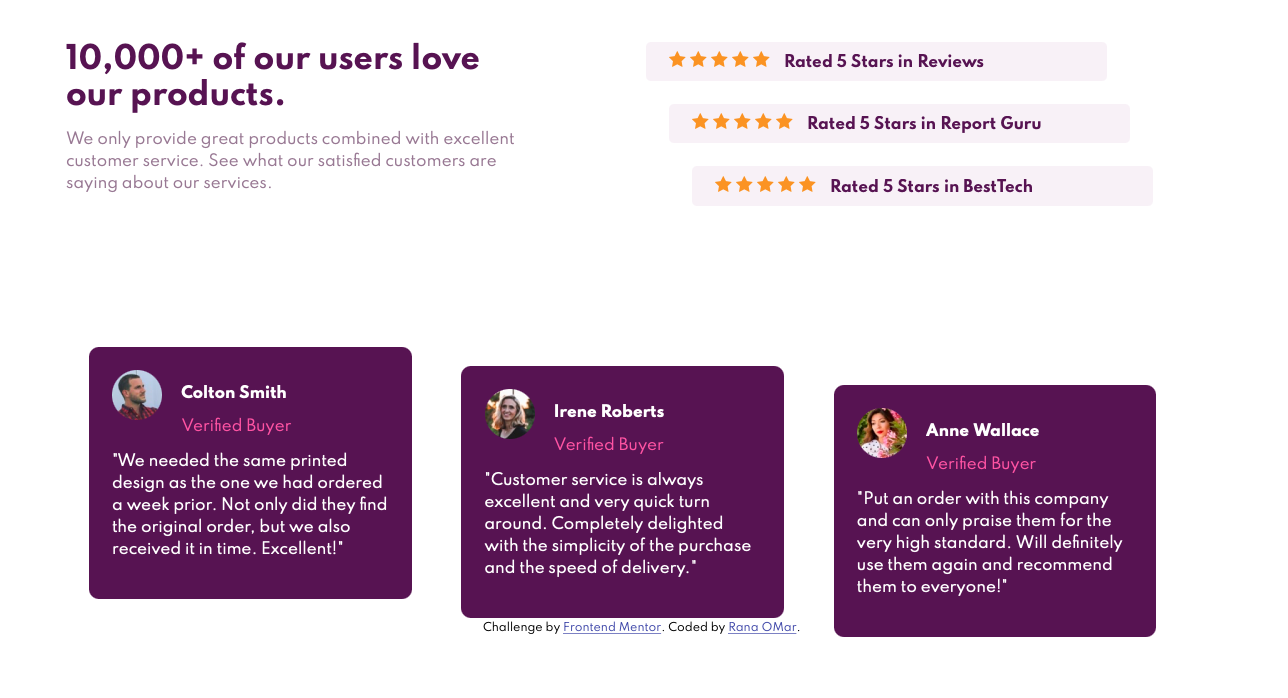 10,000+ of our users love
our products.
We only provide great products combined with excellent
customer service. See what our satisfied customers are
saying about our services.
Rated 5 Stars in Reviews
Rated 5 Stars in Report Guru
Rated 5 Stars in BestTech
Colton Smith
Verified Buyer
"We needed the same printed
design as the one we had ordered
a week prior. Not only did they find
the original order, but we also
received it in time. Excellent!"
Irene Roberts
Verified Buyer
"Customer service is always
excellent and very quick turn
around. Completely delighted
with the simplicity of the purchase
and the speed of delivery."
Anne Wallace
Verified Buyer
"Put an order with this company
and can only praise them for the
very high standard. Will definitely
use them again and recommend
them to everyone!"
Challenge by Frontend Mentor. Coded by Rana OMar.